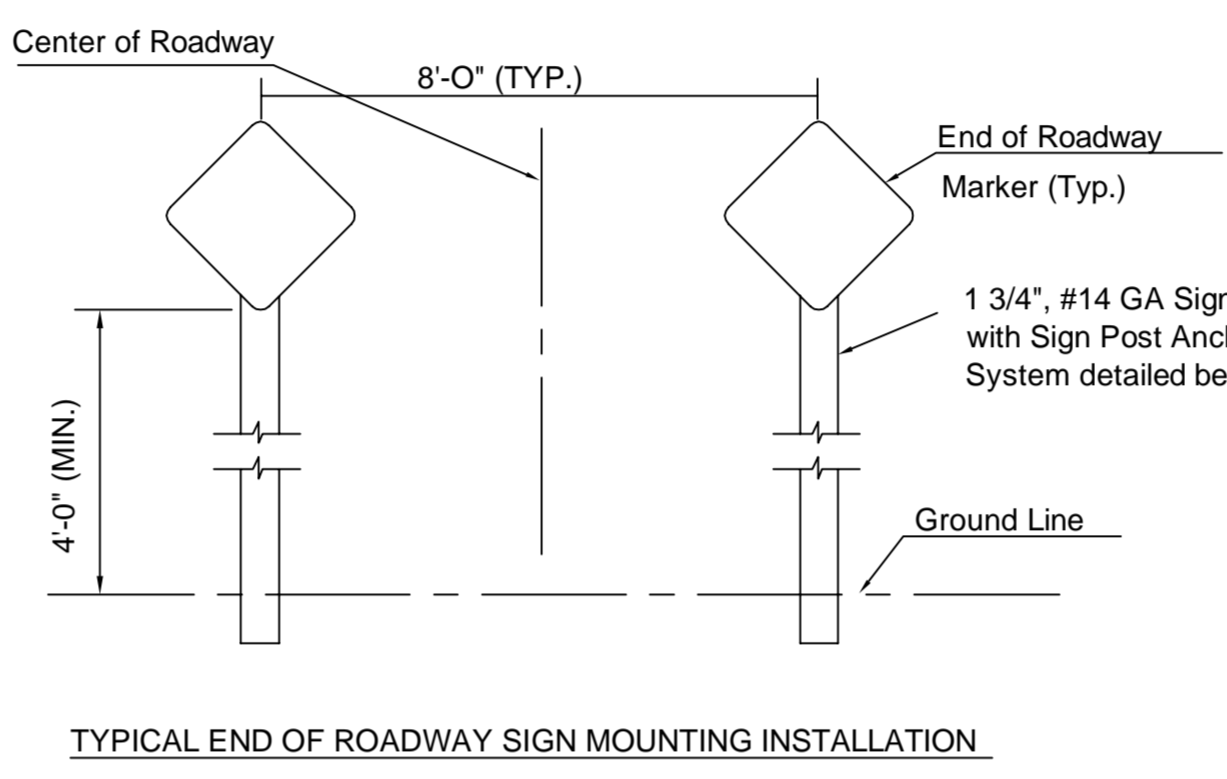 Center of Roadway
8'-O" (TYP.)
End of Roadway
Marker (Typ.)
1 3/4", #14 GA Sign
with Sign Post
System detailed
4'-0" (MIN.)
Ground Line
TYPICAL END OF ROADWAY SIGN MOUNTING INSTALLATION